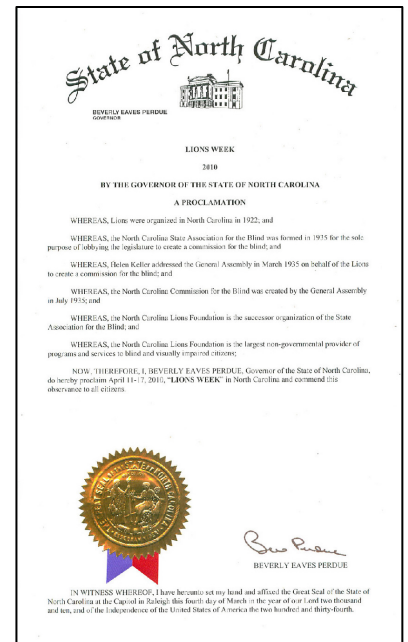 State of North Carolina
BEVERLY EAVES PERDUE
GOVERNOR
LIONS WEEK
2010
BY THE GOVERNOR OF THE STATE OF NORTH CAROLINA
A PROCLAMATION
WHEREAS, Lions were organized in North Carolina in 1922; and
WHEREAS, the North Carolina State Association for the Blind was formed in 1935 for the sole
purpose of lobbying the legislature to create a commission for the blind; and
WHEREAS, Helen Keller addressed the General Assembly in March 1935 on behalf of the Lions
to create a commission for the blind; and
WHEREAS, the North Carolina Commission for the Blind was created by the General Assembly
in July 1935; and
WHEREAS, the North Carolina Lions Foundation is the successor organization of the State
Association for the Blind; and
WHEREAS, the North Carolina Lions Foundation is the largest non-governmental provider of
programs and services to blind and visually impaired citizens;
NOW, THEREFORE, I, BEVERLY EAVES PERDUE, Governor of the State of North Carolina,
do hereby proclaim April 11-17, 2010, “LIONS WEEK” in North Carolina and commend this
observance to all citizens.
Bev Perdue
BEVERLY EAVES PERDUE
IN WITNESS WHEREOF, I have hereunto set my hand and affixed the Great Seal of the State of
North Carolina at the Capitol in Raleigh this fourth day of March in the year of our Lord two thousand
and ten, and of the Independence of the United States of America the two hundred and thirty-fourth.